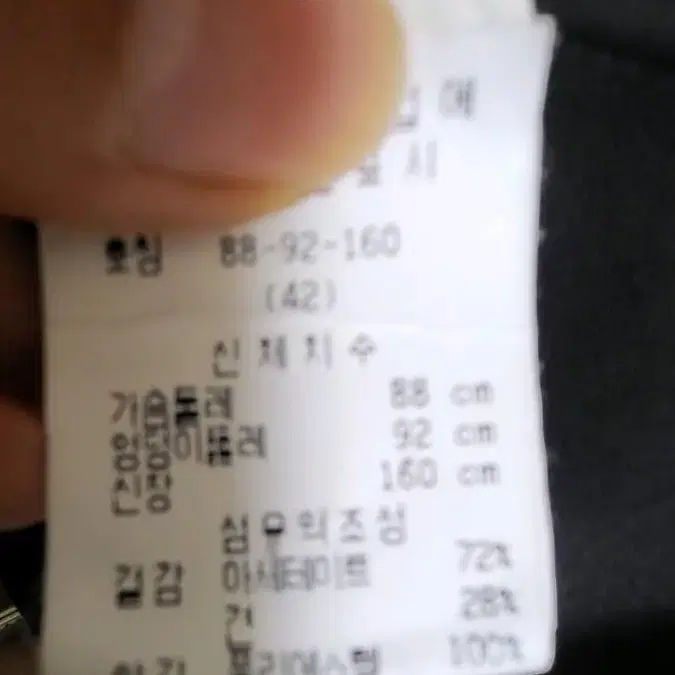 호칭 88-92-160
(42)
신체치수
가슴둘레 88 cm
엉덩이둘레 92 cm
신장 160 cm
섬유의조성
겉감 아세테이트 72%
견 28%
안감 폴리에스텔 100%